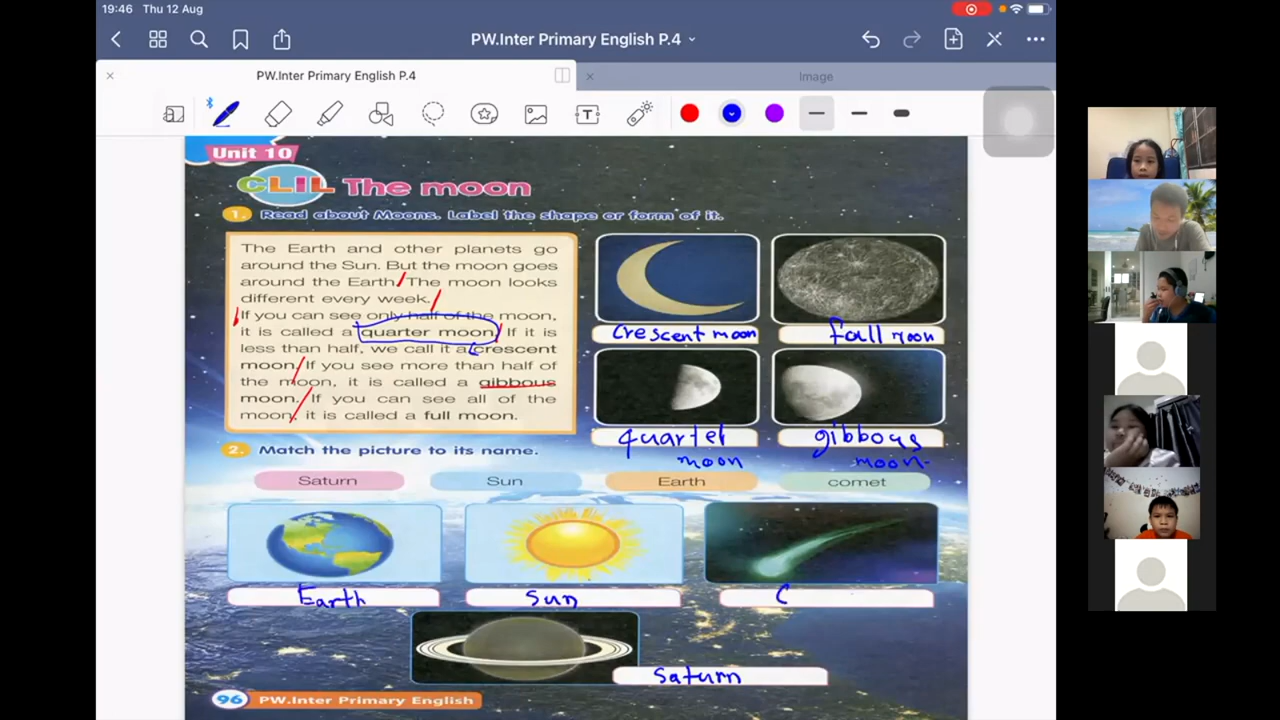 19:46 Thu 12 Aug
PW.Inter Primary English P.4
PW.Inter Primary English P.4
Image
Unit 10
CLIL The moon
1. Read about Moons. Label the shape or form of it.
The Earth and other planets go
around the Sun. But the moon goes
around the Earth. The moon looks
different every week.
If you can see only half of the moon,
it is called a quarter moon. If it is
less than half, we call it a crescent
moon. If you see more than half of
the moon, it is called a gibbous
moon. If you can see all of the
moon, it is called a full moon.
crescent moon
full moon
quarter
moon
gibbous
moon.
2. Match the picture to its name.
Saturn
Sun
Earth
comet
Earth
Sun
C
Saturn
96 PW.Inter Primary English